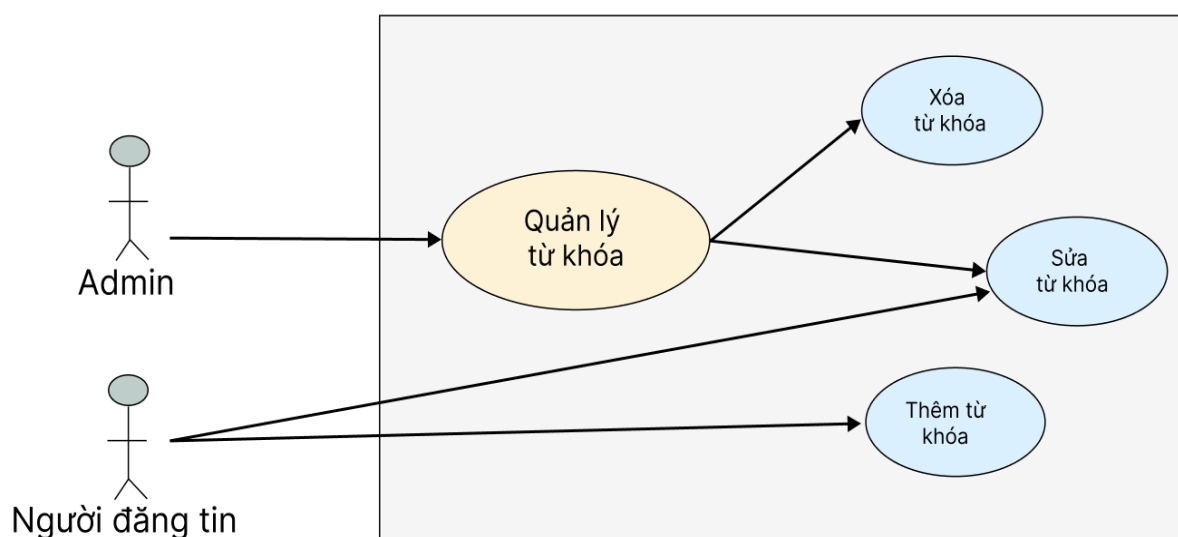 Xóa
từ khóa
Quản lý
từ khóa
Sửa
từ khóa
Admin
Thêm từ
khóa
Người đăng tin